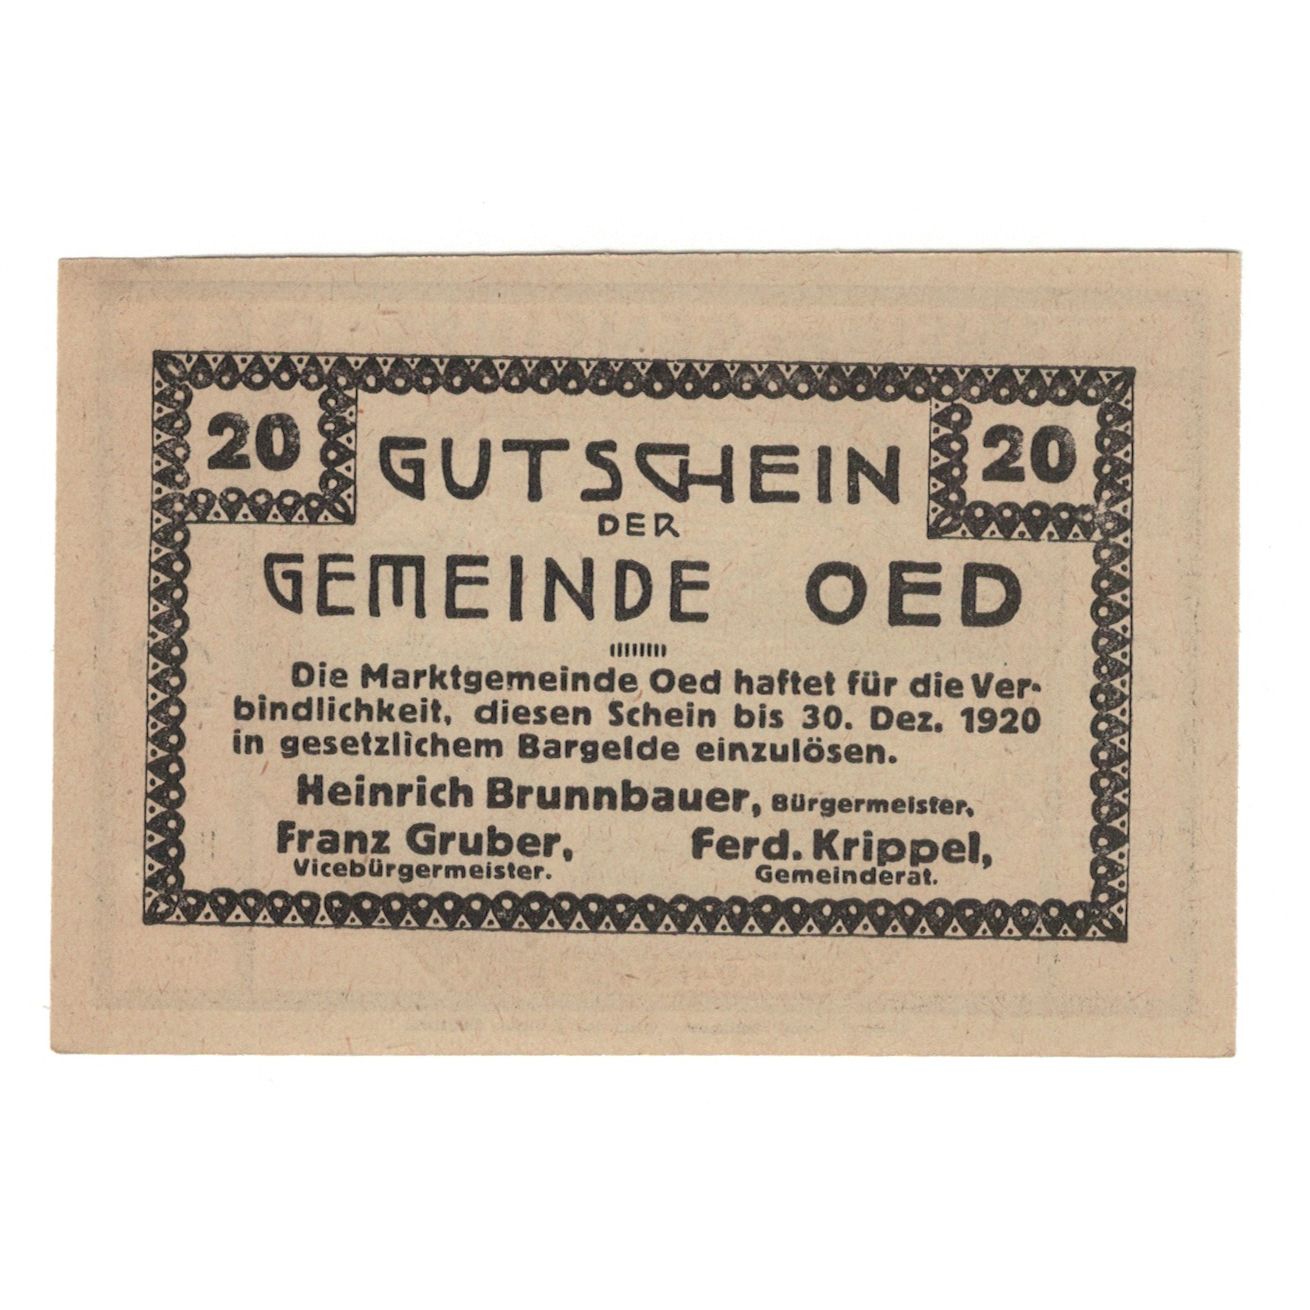 20 GUTSCHEIN 20
DER
GEMEINDE OED
Die Marktgemeinde Oed haftet für die Ver-
bindlichkeit, diesen Schein bis 30. Dez. 1920
in gesetzlichem Bargelde einzulösen.
Heinrich Brunnbauer, Bürgermeister,
Franz Gruber, Ferd. Krippel,
Vicebürgermeister. Gemeinderat.